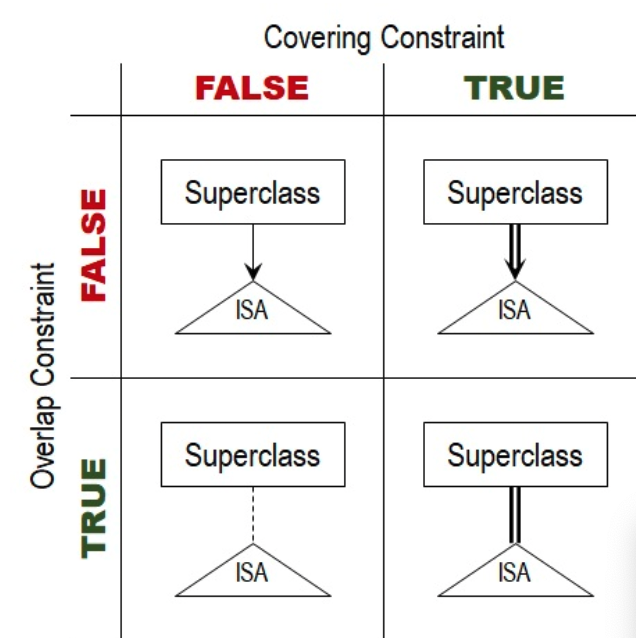 Covering Constraint
FALSE
TRUE
Overlap Constraint
FALSE
Superclass
Superclass
ISA
ISA
TRUE
Superclass
Superclass
ISA
ISA